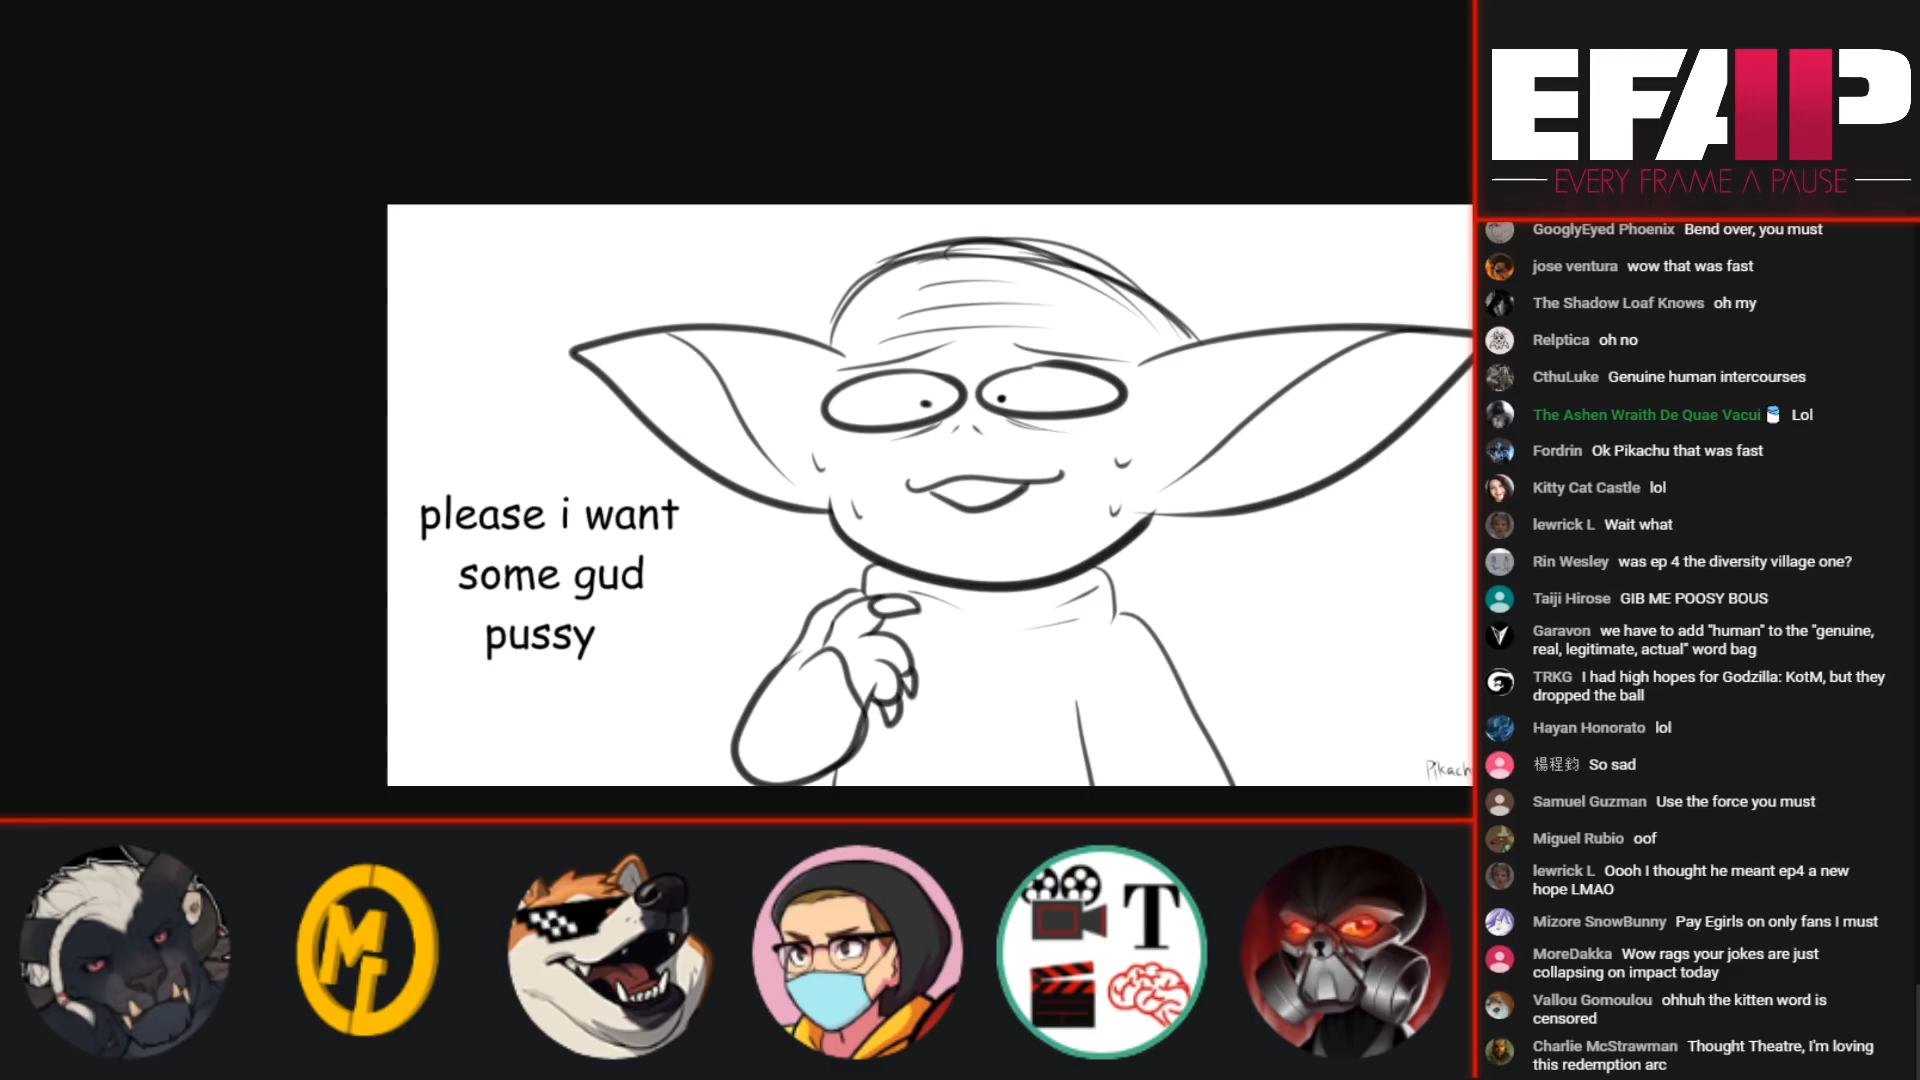 EFAP
EVERY FRAME A PAUSE
please i want
some gud
pussy
Pikach
GooglyEyed Phoenix Bend over, you must
jose ventura wow that was fast
The Shadow Loaf Knows oh my
Relptica oh no
CthuLuke Genuine human intercourses
The Ashen Wraith De Quae Vacui Lol
Fordrin Ok Pikachu that was fast
Kitty Cat Castle lol
lewrick L Wait what
Rin Wesley was ep 4 the diversity village one?
Taiji Hirose GIB ME POOSY BOUS
Garavon we have to add "human" to the "genuine,
real, legitimate, actual" word bag
TRKG I had high hopes for Godzilla: KotM, but they
dropped the ball
Hayan Honorato lol
楊程鈞 So sad
Samuel Guzman Use the force you must
Miguel Rubio oof
lewrick L Oooh I thought he meant ep4 a new
hope LMAO
Mizore SnowBunny Pay Egirls on only fans I must
MoreDakka Wow rags your jokes are just
collapsing on impact today
Vallou Gomoulou ohhuh the kitten word is
censored
Charlie McStrawman Thought Theatre, I'm loving
this redemption arc
T